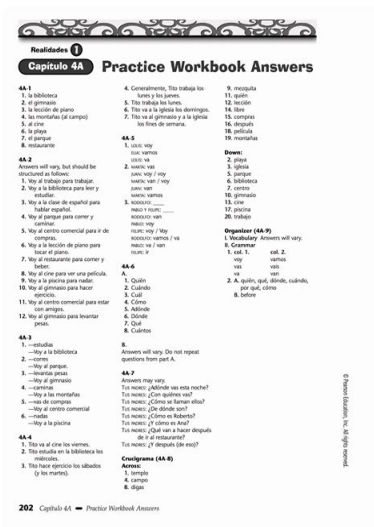 Realidades 1
Capítulo 4A
Practice Workbook Answers
4A-1
1. la biblioteca
2. el gimnasio
3. la lección de piano
4. las montañas (al campo)
5. al cine
6. la playa
7. el parque
8. restaurante
4A-2
Answers will vary, but should be
structured as follows:
1. Voy al trabajo para trabajar.
2. Voy a la biblioteca para leer y
estudiar.
3. Voy a la clase de español para
hablar español.
4. Voy al parque para correr y
caminar.
5. Voy al centro comercial para ir de
compras.
6. Voy a la lección de piano para
tocar el piano.
7. Voy al restaurante para comer y
beber.
8. Voy al cine para ver una película.
9. Voy a la piscina para nadar.
10. Voy al gimnasio para hacer
ejercicio.
11. Voy al centro comercial para estar
con amigos.
12. Voy al gimnasio para levantar
pesas.
4A-3
1. —estudias
—Voy a la biblioteca
2. —corres
—Voy al parque.
3. —levantas pesas
—Voy al gimnasio
4. —caminas
—Voy a las montañas
5. —vas de compras
—Voy al centro comercial
6. —nadas
—Voy a la piscina
4A-4
1. Tito va al cine los viernes.
2. Tito estudia en la biblioteca los
miércoles.
3. Tito hace ejercicio los sábados
(y los martes).
4. Generalmente, Tito trabaja los
lunes y los jueves.
5. Tito trabaja los lunes.
6. Tito va a la iglesia los domingos.
7. Tito va al gimnasio y a la iglesia
los fines de semana.
4A-5
1. LOLIS: voy
ELIA: vamos
LOLIS: va
2. MARTA: vas
JUAN: voy / voy
MARTA: van / voy
JUAN: van
MARTA: vamos
3. RODOLFO: ____
PABLO Y FELIPE: ____
RODOLFO: van
PABLO: voy
FELIPE: voy / Voy
RODOLFO: vamos / va
PABLO: va / van
FELIPE: ir
4A-6
A.
1. Quién
2. Cuándo
3. Cuál
4. Cómo
5. Adónde
6. Dónde
7. Qué
8. Cuántos
B.
Answers will vary. Do not repeat
questions from part A.
4A-7
Answers may vary.
TUS PADRES: ¿Adónde vas esta noche?
TUS PADRES: ¿Con quiénes vas?
TUS PADRES: ¿Cómo se llaman ellos?
TUS PADRES: ¿De dónde son?
TUS PADRES: ¿Cómo es Roberto?
TUS PADRES: ¿Y cómo es Ana?
TUS PADRES: ¿Qué van a hacer después
de ir al restaurante?
TUS PADRES: ¿Y después (de eso)?
Crucigrama (4A-8)
Across:
1. templo
4. campo
8. digas
9. mezquita
11. quién
12. lección
14. libre
15. compras
16. después
18. película
19. montañas
Down:
2. playa
3. iglesia
5. parque
6. biblioteca
7. centro
10. gimnasio
13. cine
17. piscina
20. trabajo
Organizer (4A-9)
I. Vocabulary Answers will vary.
II. Grammar
1. col. 1. col. 2.
voy vamos
vas vais
va van
2. A. quién, qué, dónde, cuándo,
por qué, cómo
B. before
© Pearson Education, Inc. All rights reserved.
202 Capítulo 4A — Practice Workbook Answers